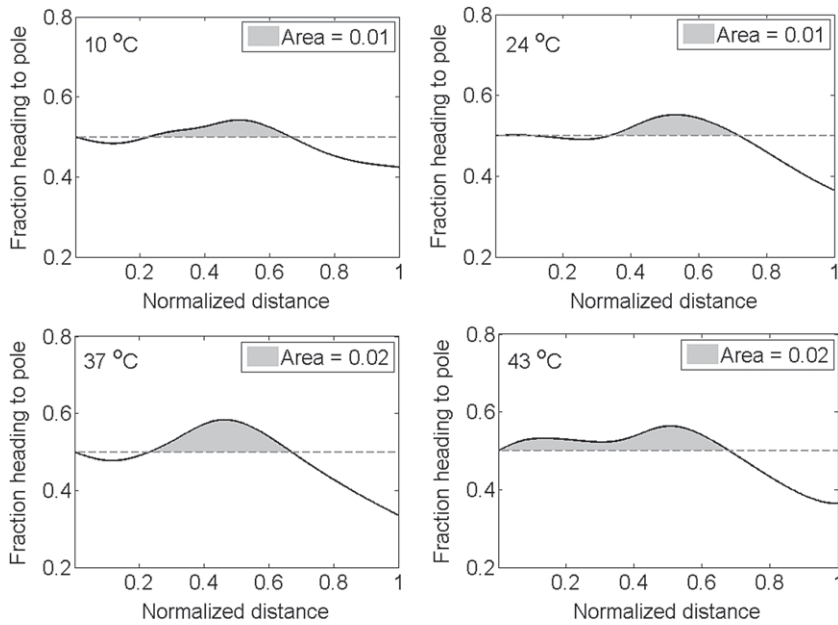 Fraction heading to pole
0.8
0.6
0.4
0.2
10 °C
Area = 0.01
0.2 0.4 0.6 0.8 1
Normalized distance
Fraction heading to pole
0.8
0.6
0.4
0.2
24 °C
Area = 0.01
0.2 0.4 0.6 0.8 1
Normalized distance
Fraction heading to pole
0.8
0.6
0.4
0.2
37 °C
Area = 0.02
0.2 0.4 0.6 0.8 1
Normalized distance
Fraction heading to pole
0.8
0.6
0.4
0.2
43 °C
Area = 0.02
0.2 0.4 0.6 0.8 1
Normalized distance